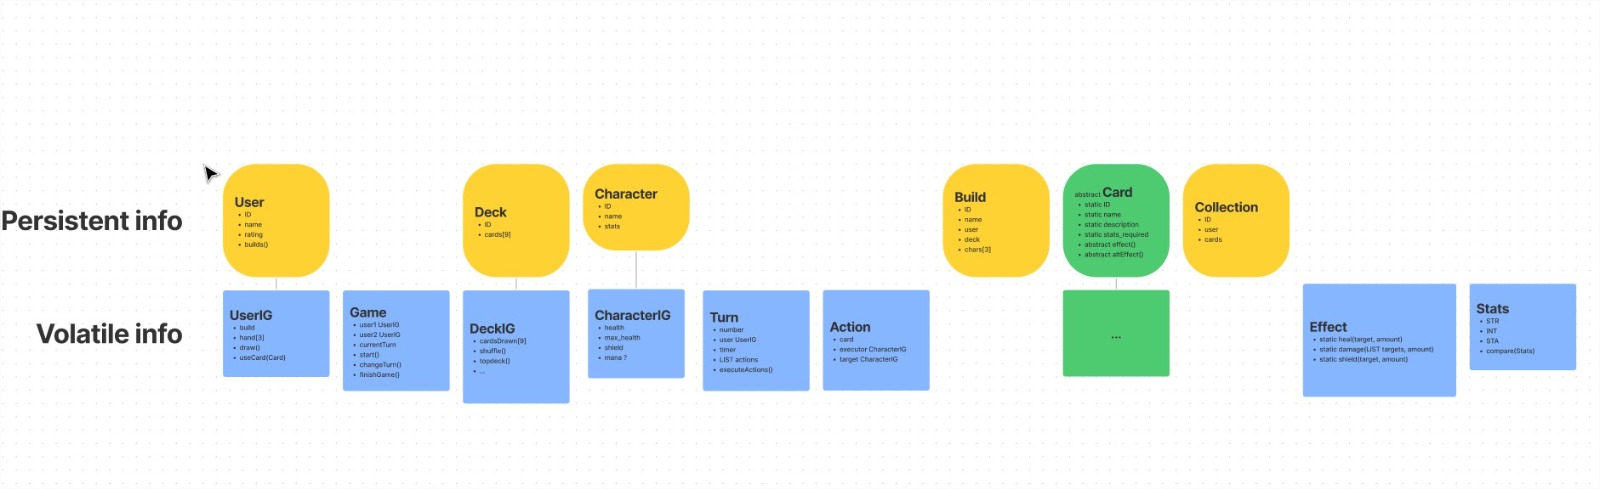 Persistent info
User
• ID
• name
• rating
• builds()
Deck
• ID
• cards[9]
Character
• ID
• name
• stats
Build
• ID
• name
• user
• deck
• chars[3]
abstract Card
• static ID
• static name
• static description
• static stats_required
• abstract effect()
• abstract altEffect()
Collection
• ID
• user
• cards
Volatile info
UserIG
• build
• hand[3]
• draw()
• useCard(Card)
Game
• user1 UserIG
• user2 UserIG
• currentTurn
• start()
• changeTurn()
• finishGame()
DeckIG
• cardsDrawn[9]
• shuffle()
• topdeck()
• ...
CharacterIG
• health
• max_health
• shield
• mana ?
Turn
• number
• user UserIG
• timer
• LIST actions
• executeActions()
Action
• card
• executor CharacterIG
• target CharacterIG
...
Effect
• static heal(target, amount)
• static damage(LIST targets, amount)
• static shield(target, amount)
Stats
• STR
• INT
• STA
• compare(Stats)